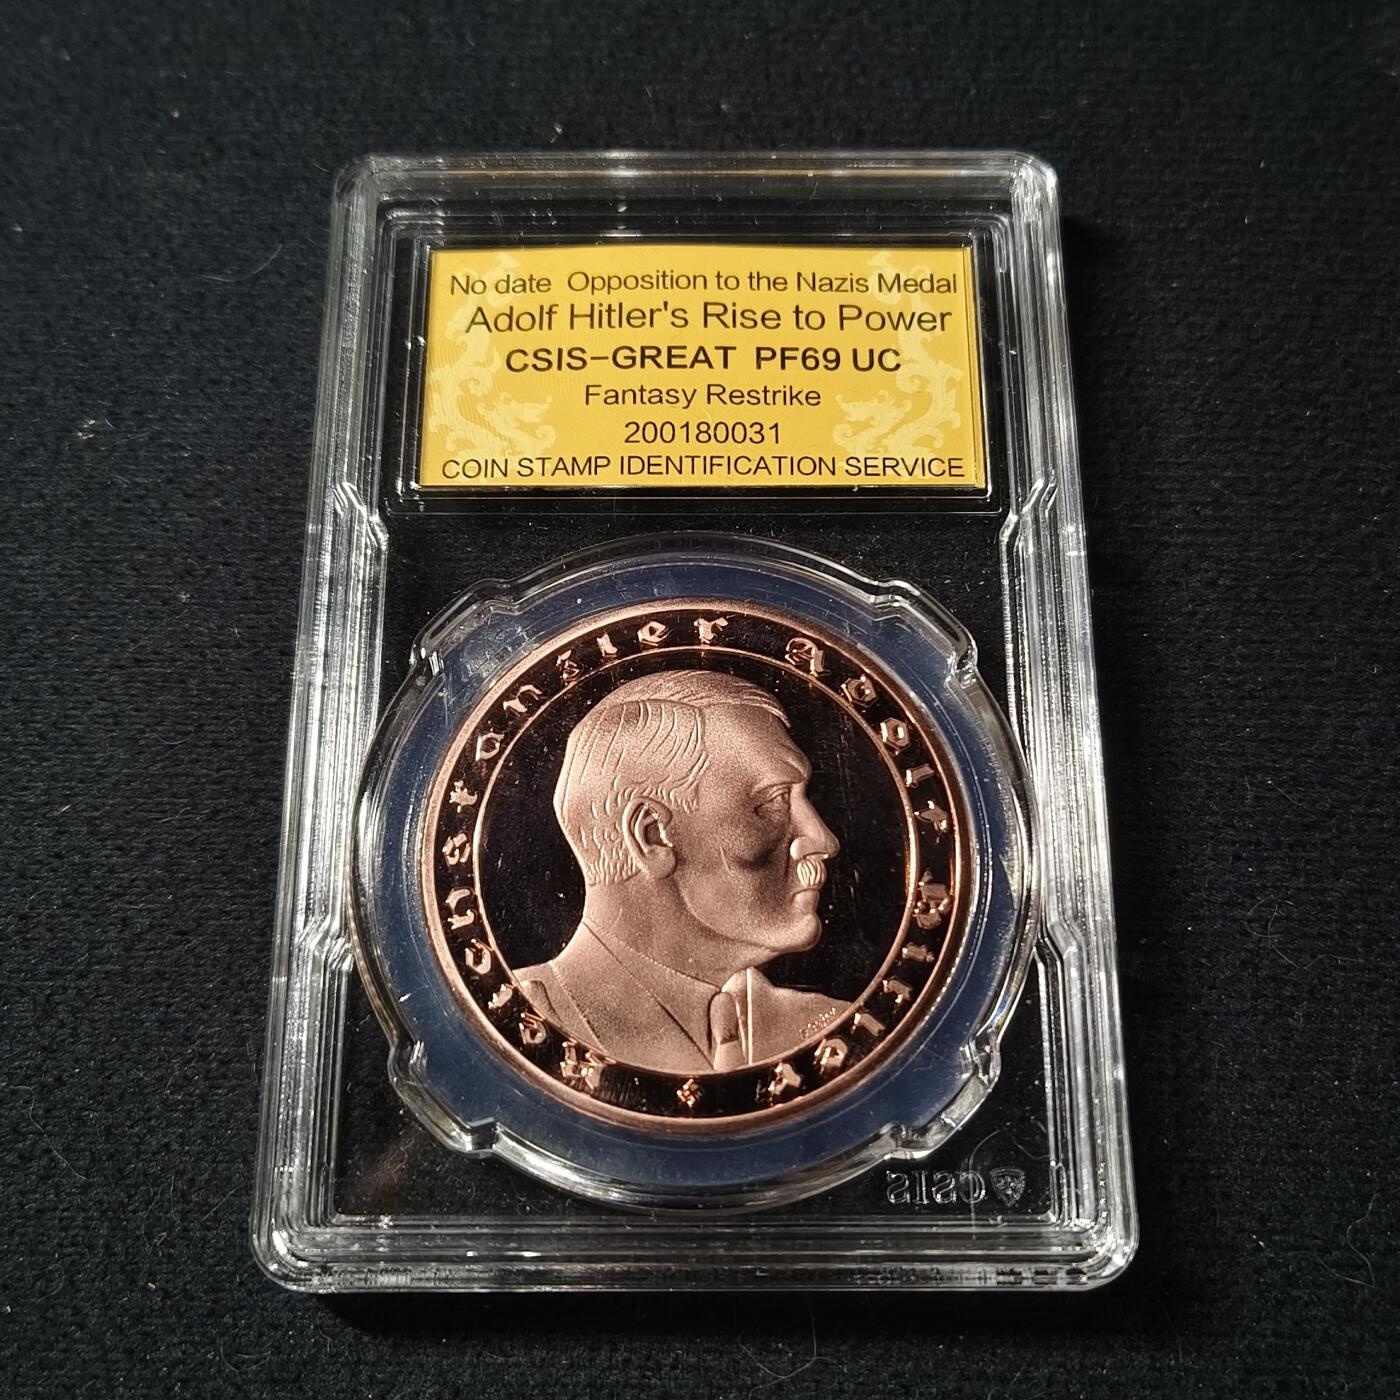 No date Opposition to the Nazis Medal
Adolf Hitler's Rise to Power
CSIS-GREAT PF69 UC
Fantasy Restrike
200180031
COIN STAMP IDENTIFICATION SERVICE
Reichskanzler Adolf Hitler
CSIS